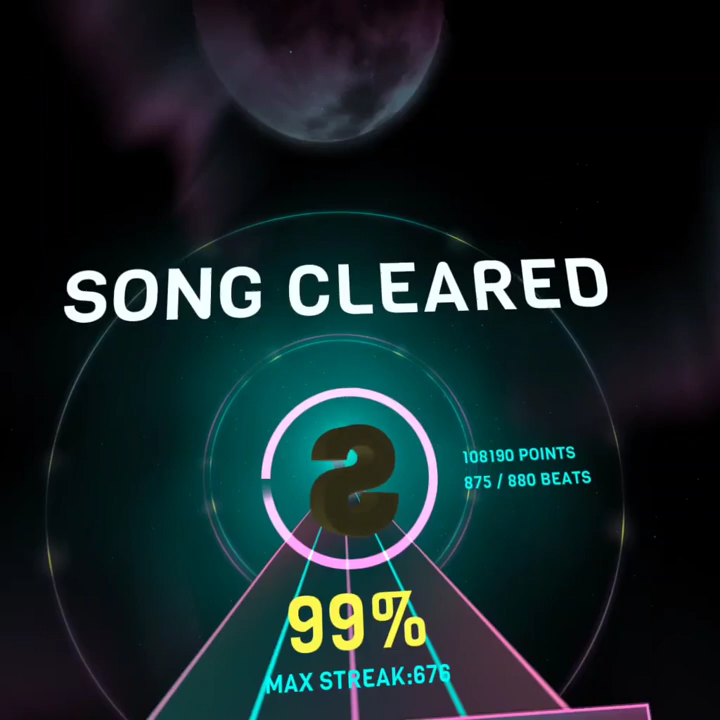 SONG CLEARED
S
108190 POINTS
875 / 880 BEATS
99%
MAX STREAK:676